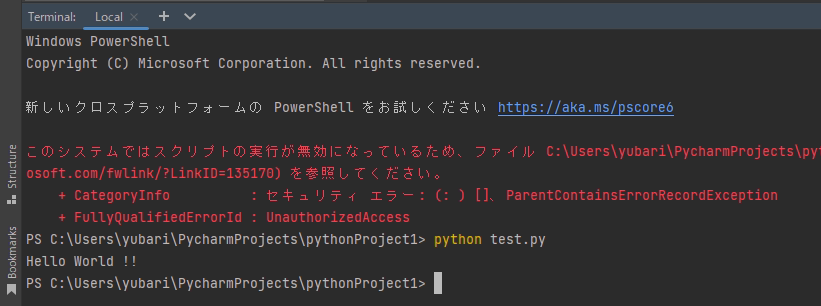 Terminal: Local × + ∨
Windows PowerShell
Copyright (C) Microsoft Corporation. All rights reserved.
新しいクロスプラットフォームの PowerShell をお試しください https://aka.ms/pscore6
このシステムではスクリプトの実行が無効になっているため、ファイル C:\Users\yubari\PycharmProjects\pyt
osoft.com/fwlink/?LinkID=135170) を参照してください。
+ CategoryInfo : セキュリティ エラー: (: ) []、ParentContainsErrorRecordException
+ FullyQualifiedErrorId : UnauthorizedAccess
PS C:\Users\yubari\PycharmProjects\pythonProject1> python test.py
Hello World !!
PS C:\Users\yubari\PycharmProjects\pythonProject1>
Structure
Bookmarks